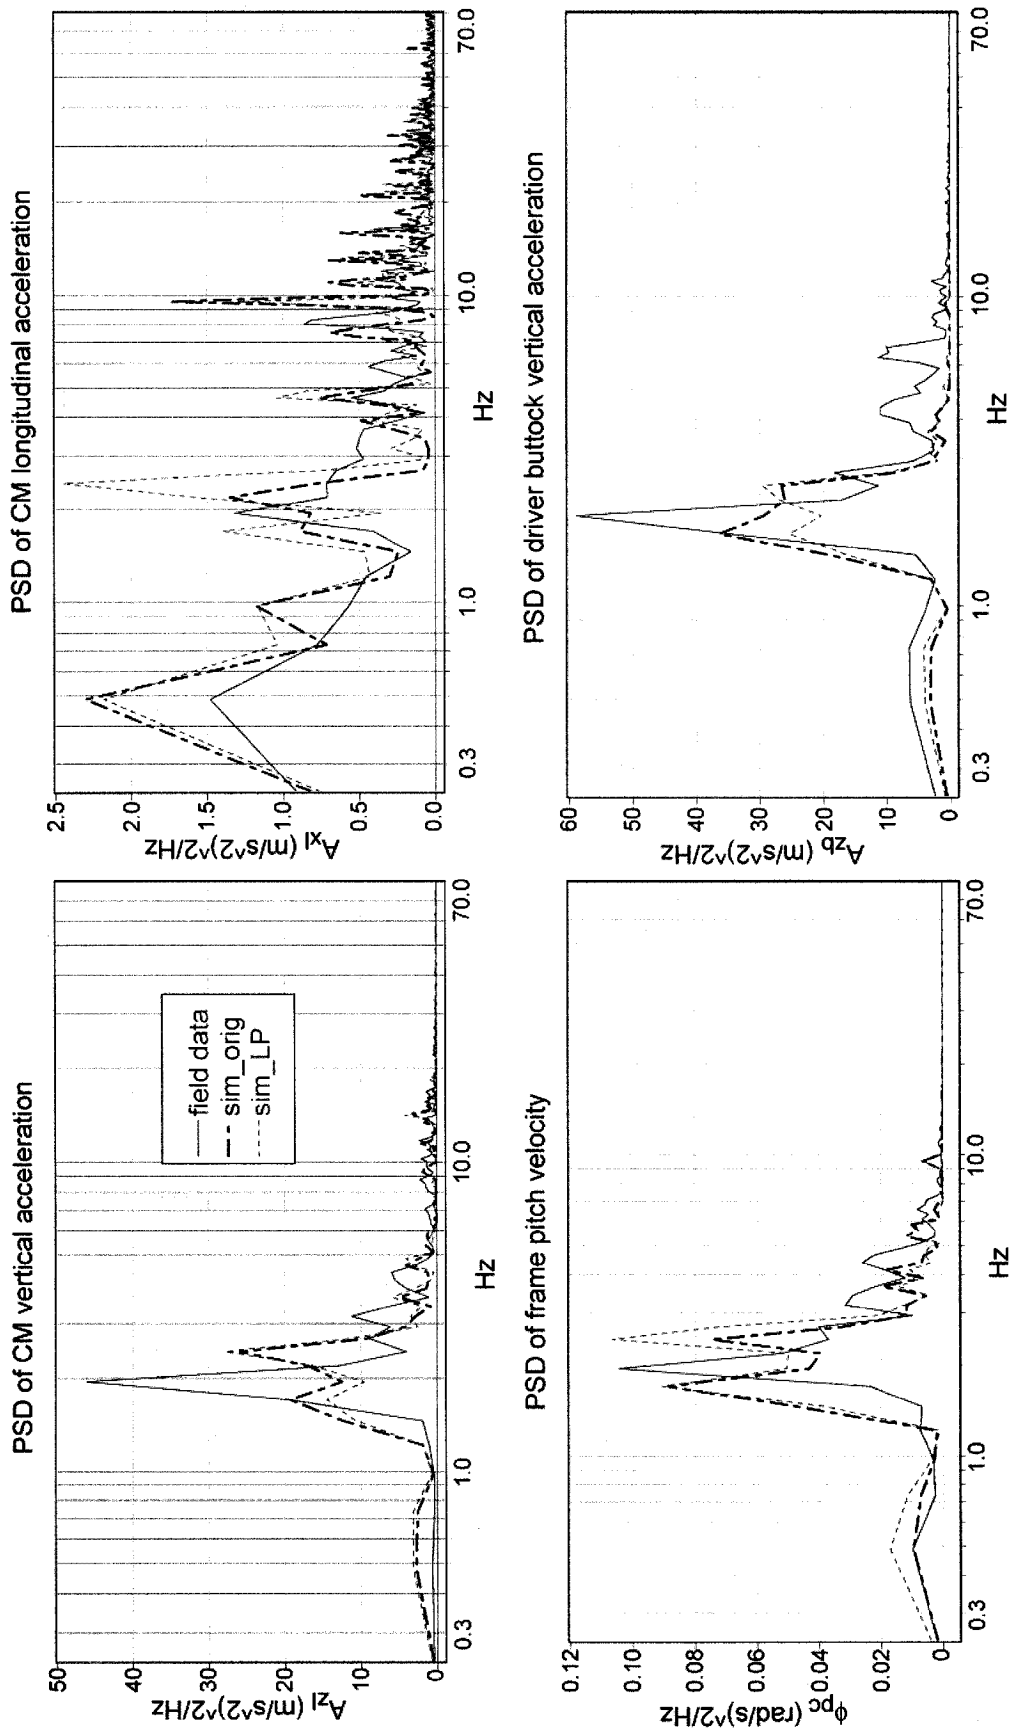 PSD of CM vertical acceleration
A_zl (m/s^2)^2/Hz
50
40
30
20
10
0
0.3
1.0
10.0
70.0
Hz
field data
sim_orig
sim_LP
PSD of CM longitudinal acceleration
A_xl (m/s^2)^2/Hz
2.5
2.0
1.5
1.0
0.5
0.0
0.3
1.0
10.0
70.0
Hz
PSD of frame pitch velocity
ϕ_pc (rad/s)^2/Hz
0.12
0.10
0.08
0.06
0.04
0.02
0
0.3
1.0
10.0
70.0
Hz
PSD of driver buttock vertical acceleration
A_zb (m/s^2)^2/Hz
60
50
40
30
20
10
0
0.3
1.0
10.0
70.0
Hz